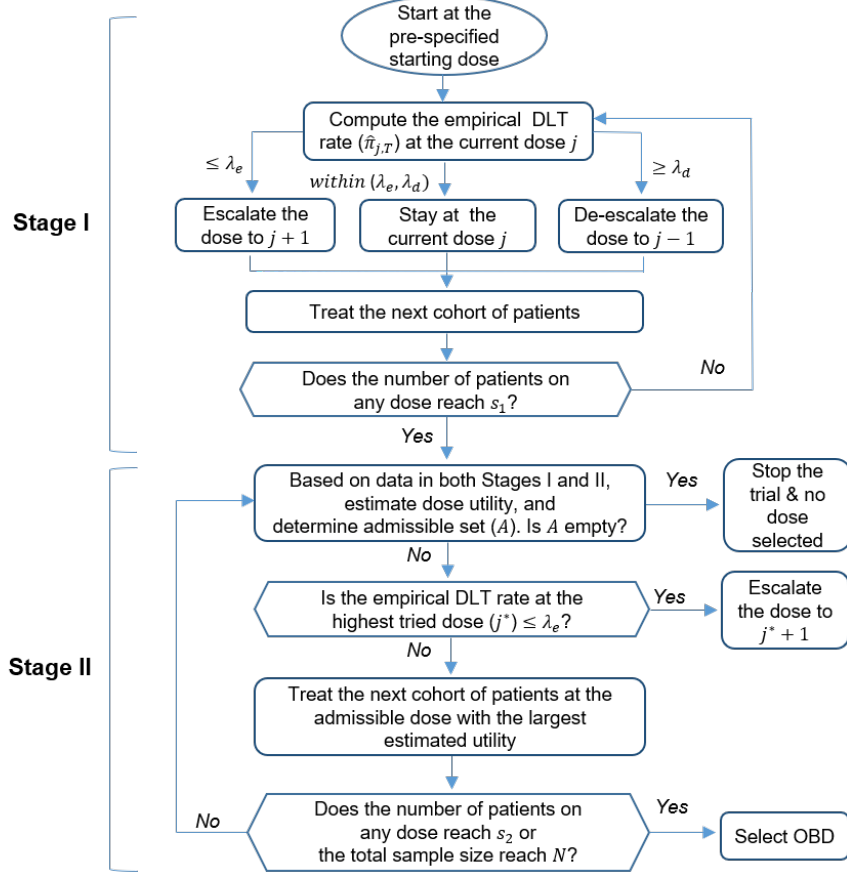 Start at the
pre-specified
starting dose
Compute the empirical DLT
rate (π̂_{j,T}) at the current dose j
≤ λ_e
within (λ_e, λ_d)
≥ λ_d
Stage I
Escalate the
dose to j + 1
Stay at the
current dose j
De-escalate the
dose to j − 1
Treat the next cohort of patients
Does the number of patients on
any dose reach s₁?
No
Yes
Based on data in both Stages I and II,
estimate dose utility, and
determine admissible set (A). Is A empty?
Yes
Stop the
trial & no
dose
selected
No
Is the empirical DLT rate at the
highest tried dose (j*) ≤ λ_e?
Yes
Escalate
the dose to
j* + 1
No
Stage II
Treat the next cohort of patients at the
admissible dose with the largest
estimated utility
Does the number of patients on
any dose reach s₂ or
the total sample size reach N?
No
Yes
Select OBD